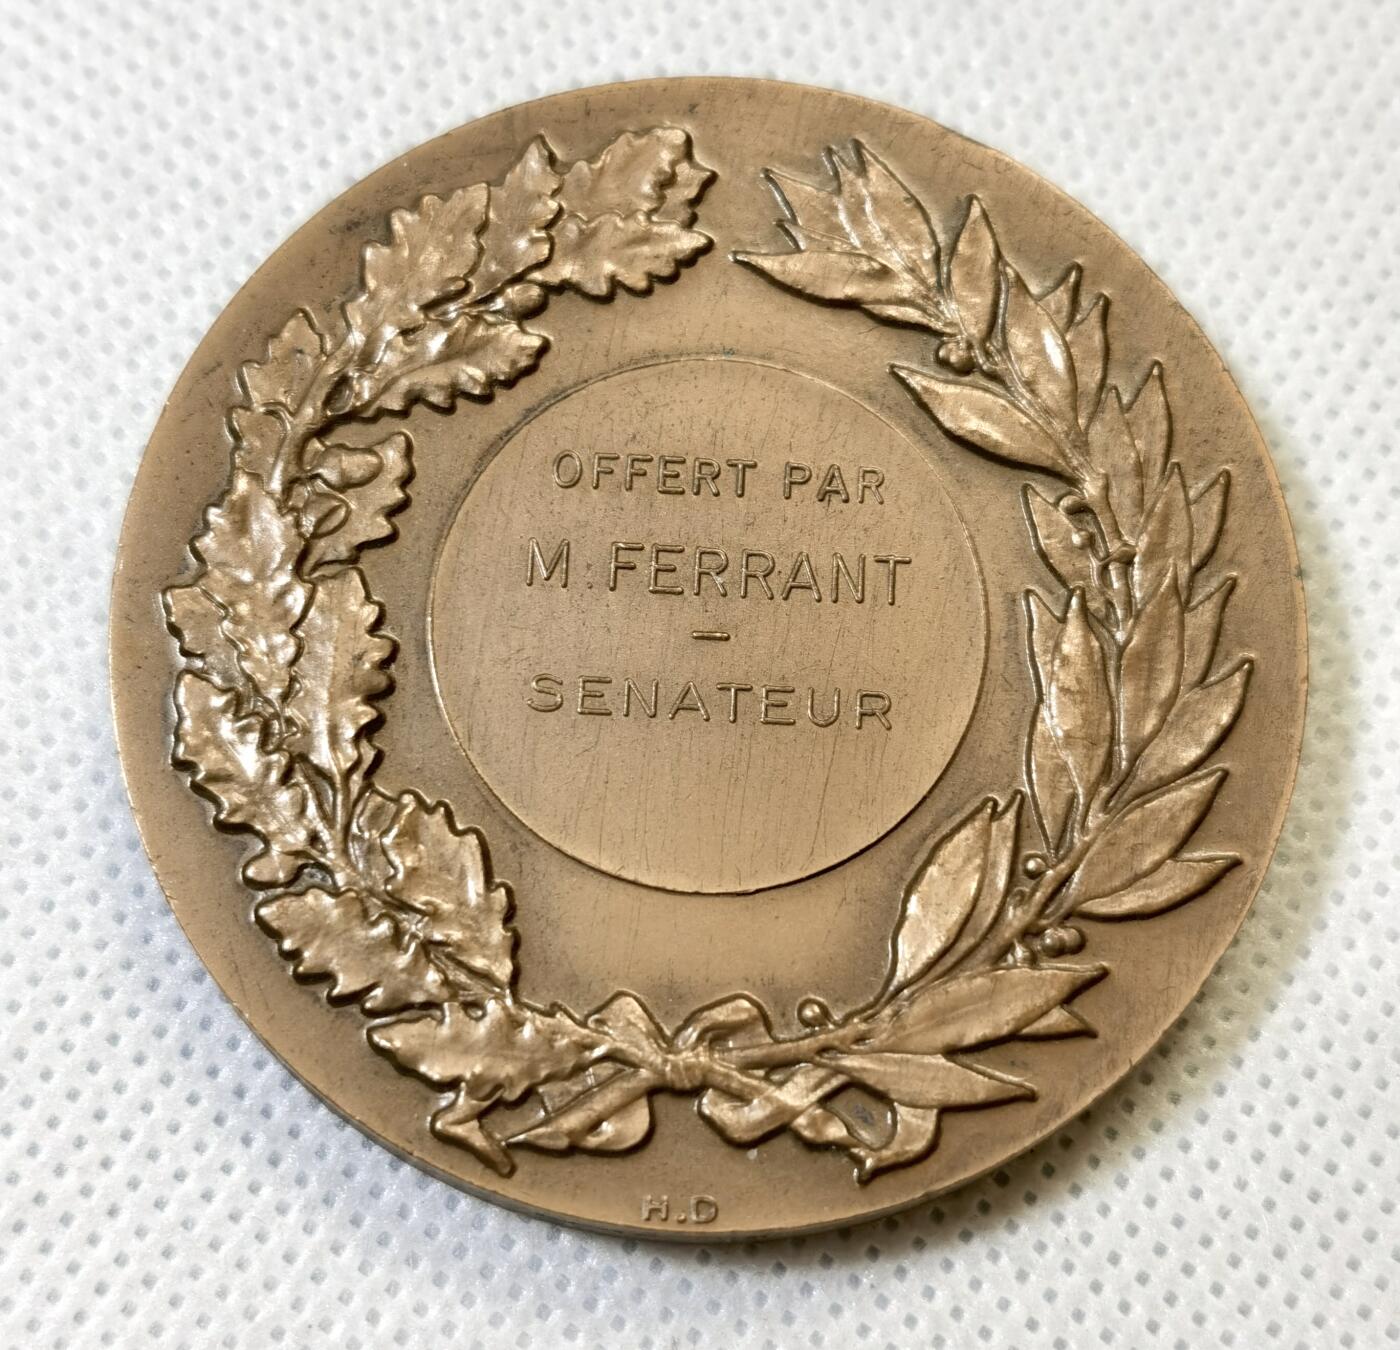 OFFERT PAR
M. FERRANT
–
SENATEUR
H.D